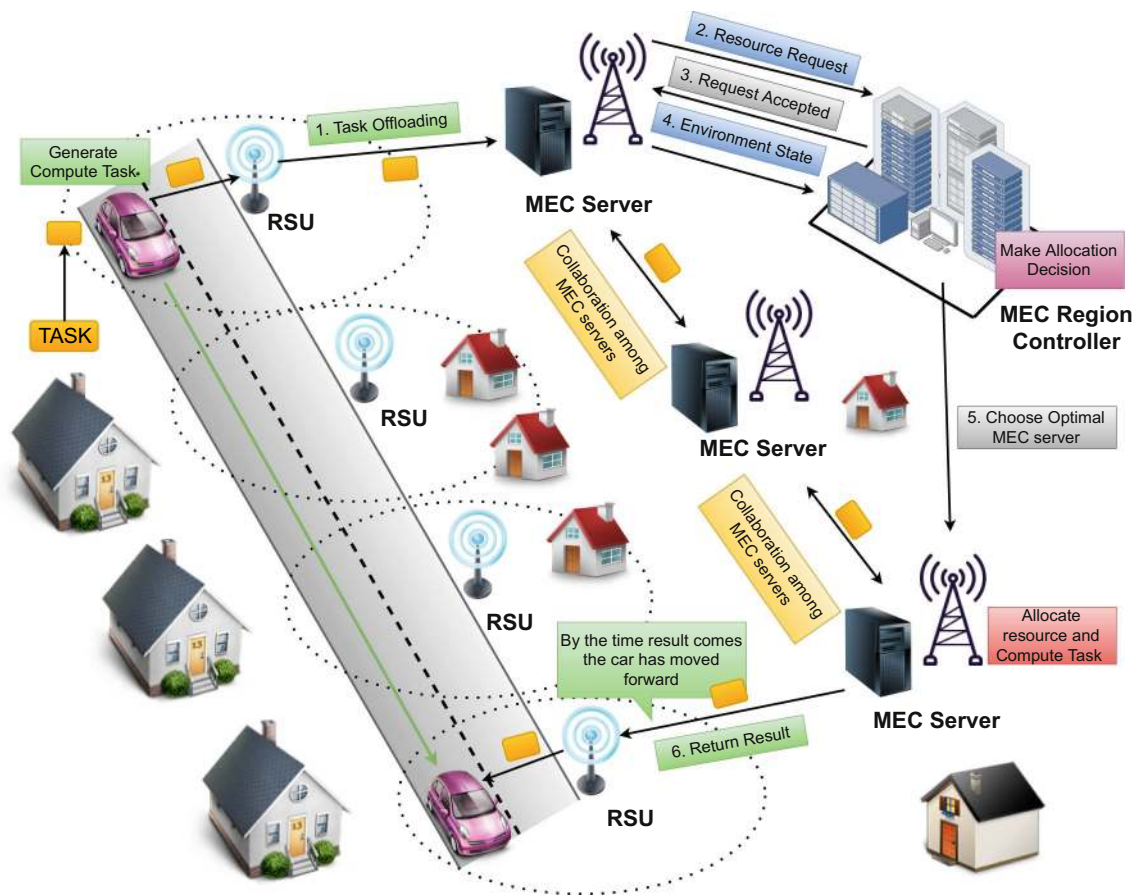 2. Resource Request
3. Request Accepted
4. Environment State
1. Task Offloading
Generate
Compute Task
RSU
MEC Server
Make Allocation
Decision
MEC Region
Controller
TASK
Collaboration among
MEC servers
RSU
MEC Server
5. Choose Optimal
MEC server
Collaboration among
MEC servers
RSU
Allocate
resource and
Compute Task
By the time result comes
the car has moved
forward
MEC Server
6. Return Result
RSU
13
13
13